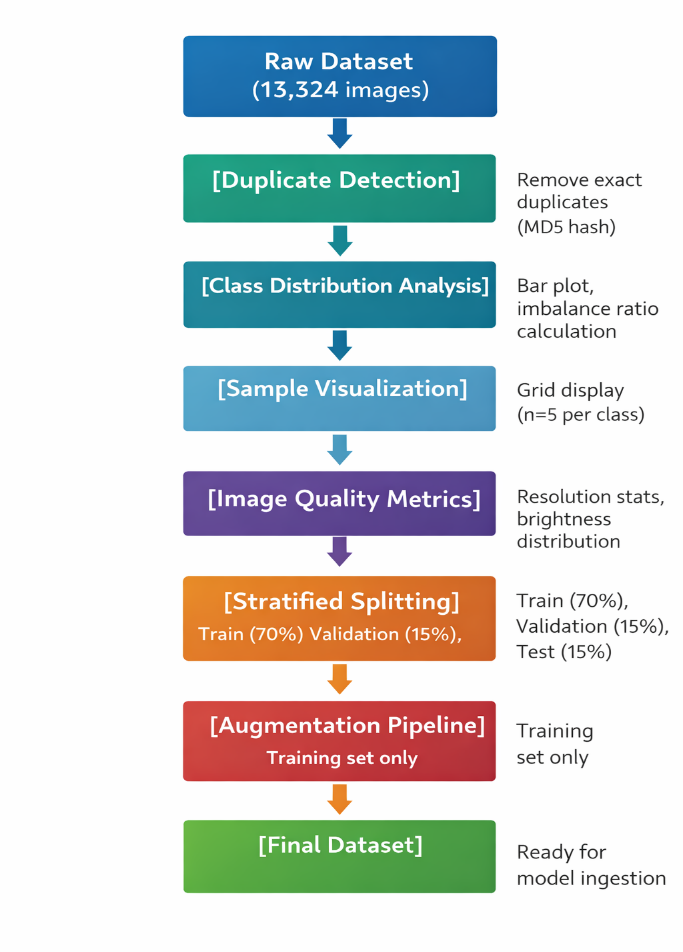 Raw Dataset
(13,324 images)
[Duplicate Detection]
Remove exact
duplicates
(MD5 hash)
[Class Distribution Analysis]
Bar plot,
imbalance ratio
calculation
[Sample Visualization]
Grid display
(n=5 per class)
[Image Quality Metrics]
Resolution stats,
brightness
distribution
[Stratified Splitting]
Train (70%) Validation (15%),
Train (70%),
Validation (15%),
Test (15%)
[Augmentation Pipeline]
Training set only
Training
set only
[Final Dataset]
Ready for
model ingestion